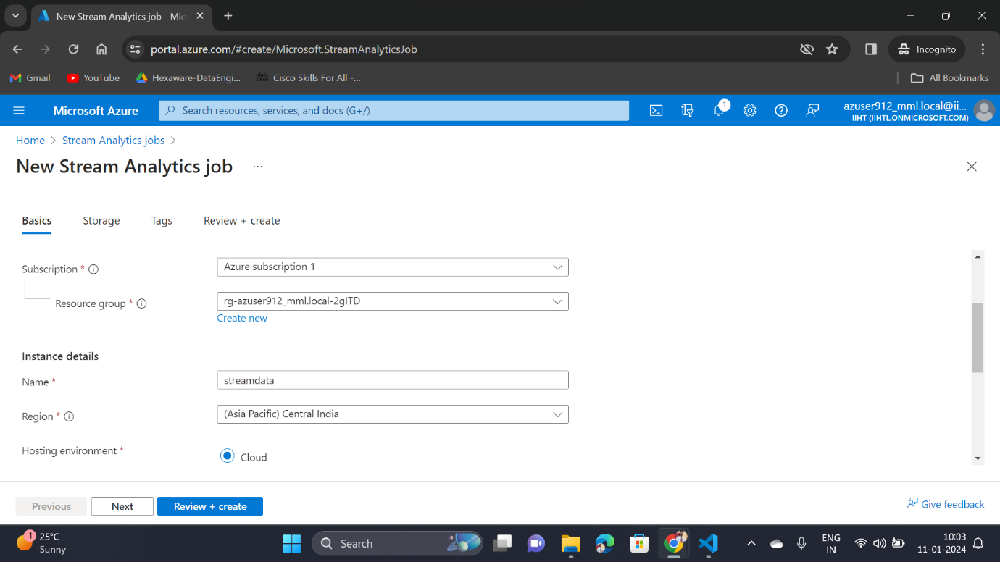 New Stream Analytics job - Mic
portal.azure.com/#create/Microsoft.StreamAnalyticsJob
Incognito
Gmail
YouTube
Hexaware-DataEngi...
Cisco Skills For All -...
All Bookmarks
Microsoft Azure
Search resources, services, and docs (G+/)
1
azuser912_mml.local@ii...
IIHT (IIHTL.ONMICROSOFT.COM)
Home > Stream Analytics jobs >
New Stream Analytics job ...
Basics
Storage
Tags
Review + create
Subscription *
Azure subscription 1
Resource group *
rg-azuser912_mml.local-2gITD
Create new
Instance details
Name *
streamdata
Region *
(Asia Pacific) Central India
Hosting environment *
Cloud
Previous
Next
Review + create
Give feedback
1
25°C
Sunny
Search
ENG
IN
10:03
11-01-2024